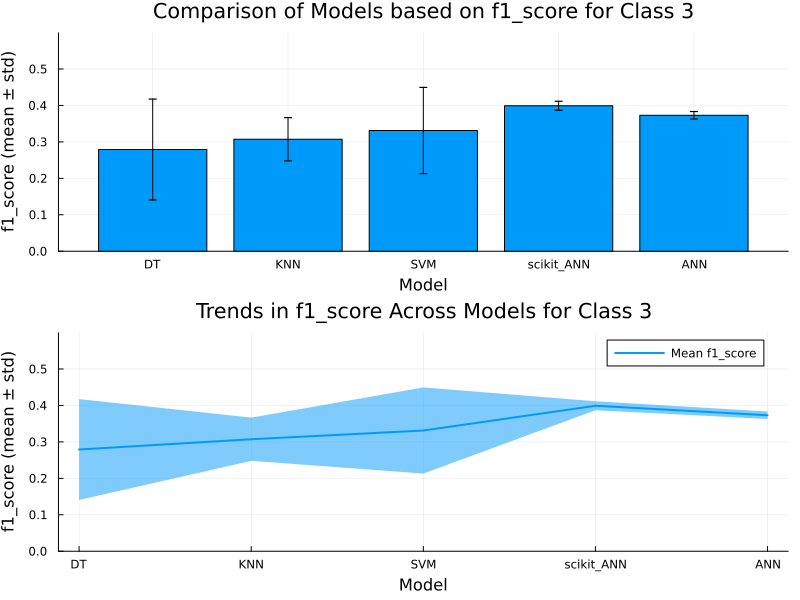 Comparison of Models based on f1_score for Class 3
f1_score (mean ± std)
0.5
0.4
0.3
0.2
0.1
0.0
DT KNN SVM scikit_ANN ANN
Model
Trends in f1_score Across Models for Class 3
f1_score (mean ± std)
Mean f1_score
0.5
0.4
0.3
0.2
0.1
0.0
DT KNN SVM scikit_ANN ANN
Model